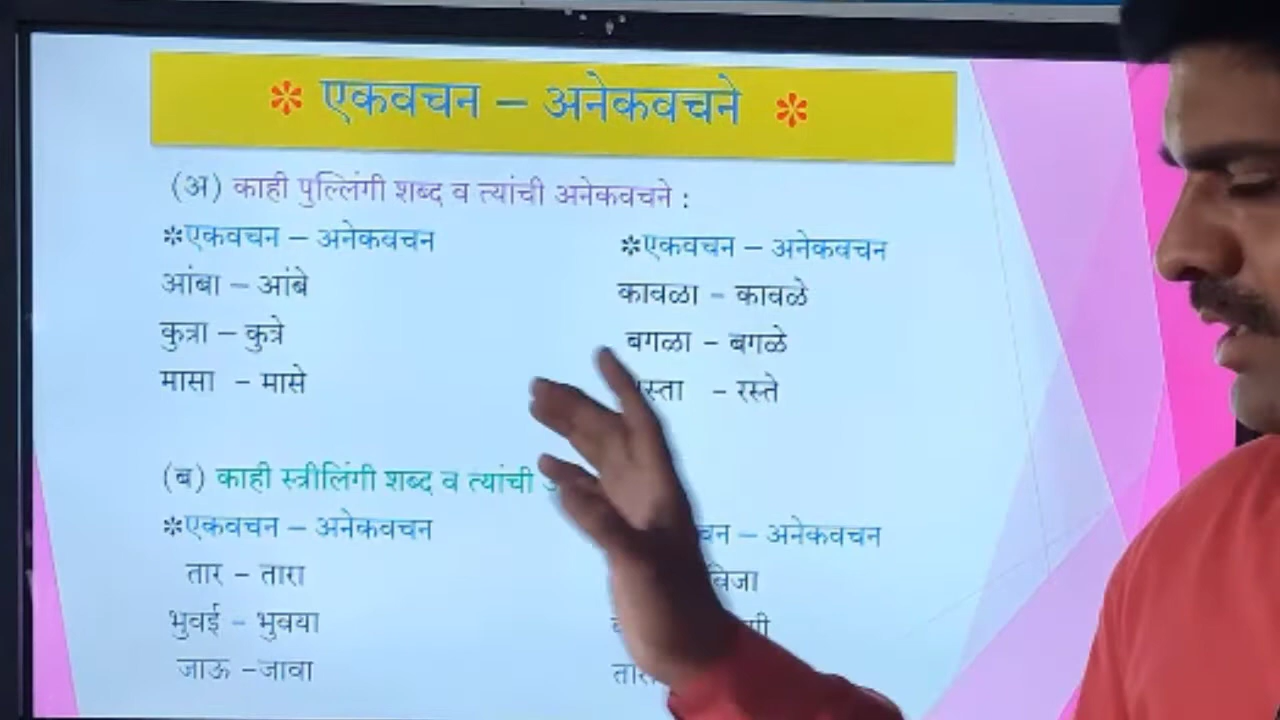 * एकवचन – अनेकवचने *
(अ) काही पुल्लिंगी शब्द व त्यांची अनेकवचने :
*एकवचन – अनेकवचन
आंबा – आंबे
कुत्रा – कुत्रे
मासा – मासे
*एकवचन – अनेकवचन
कावळा – कावळे
बगळा – बगळे
– रस्ते
(ब) काही स्त्रीलिंगी शब्द व त्यांची
*एकवचन – अनेकवचन
तार – तारा
भुवई – भुवया
जाऊ –जावा
– अनेकवचन
बिजा